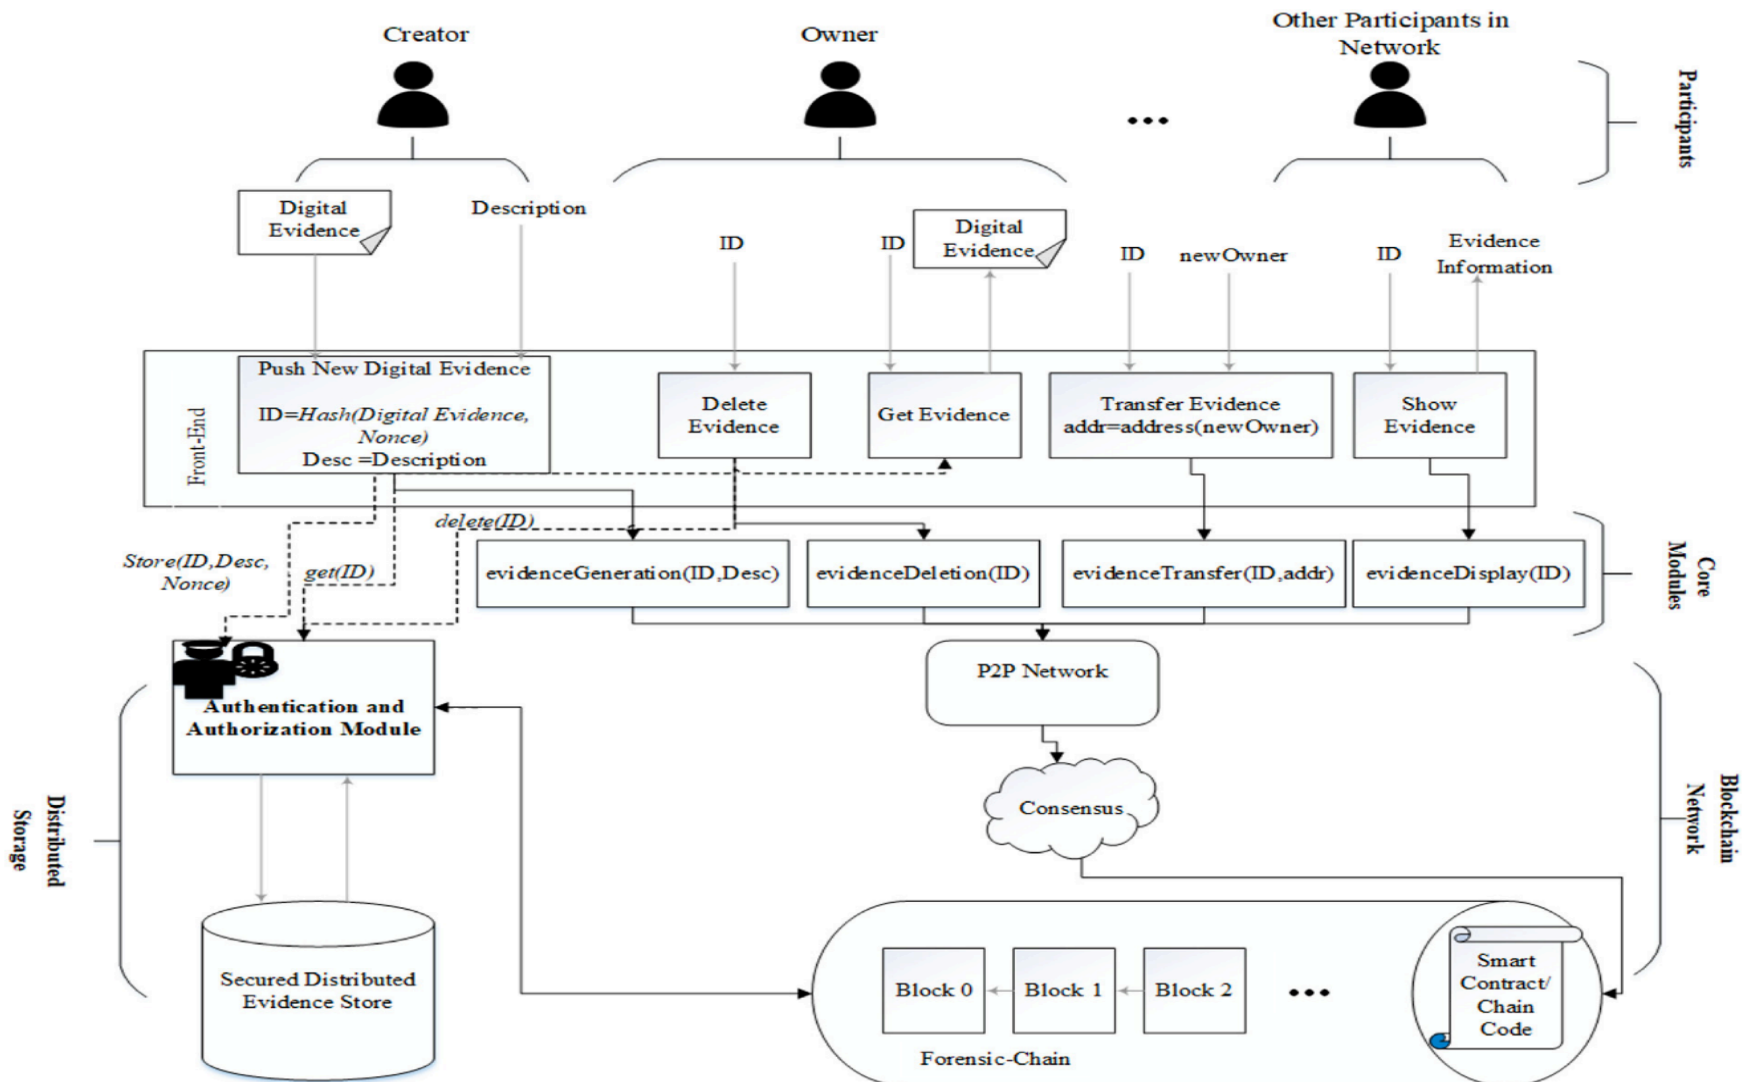 Creator
Owner
Other Participants in
Network
Participants
Digital
Evidence
Description
ID
ID
Digital
Evidence
ID
newOwner
ID
Evidence
Information
Front-End
Push New Digital Evidence
ID=Hash(Digital Evidence,
Nonce)
Desc =Description
Delete
Evidence
Get Evidence
Transfer Evidence
addr=address(newOwner)
Show
Evidence
delete(ID)
Store(ID,Desc,
Nonce)
get(ID)
evidenceGeneration(ID,Desc)
evidenceDeletion(ID)
evidenceTransfer(ID,addr)
evidenceDisplay(ID)
Core
Modules
Authentication and
Authorization Module
P2P Network
Consensus
Blockchain
Network
Distributed
Storage
Secured Distributed
Evidence Store
Block 0
Block 1
Block 2
Smart
Contract/
Chain
Code
Forensic-Chain